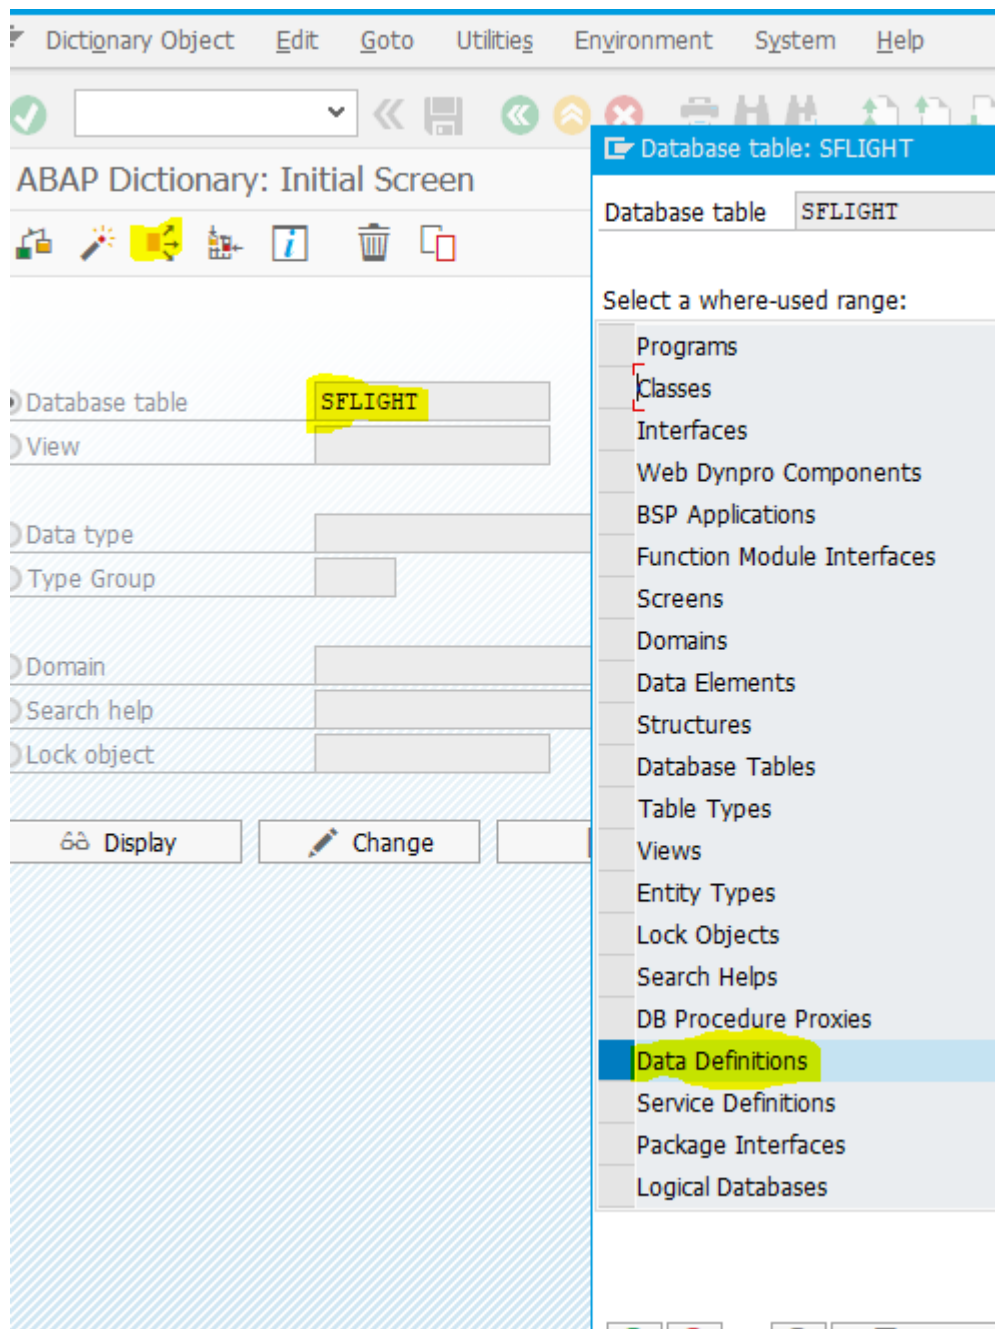 Dictionary Object Edit Goto Utilities Environment System Help
ABAP Dictionary: Initial Screen
Database table SFLIGHT
View
Data type
Type Group
Domain
Search help
Lock object
Display Change
Database table: SFLIGHT
Database table SFLIGHT
Select a where-used range:
Programs
Classes
Interfaces
Web Dynpro Components
BSP Applications
Function Module Interfaces
Screens
Domains
Data Elements
Structures
Database Tables
Table Types
Views
Entity Types
Lock Objects
Search Helps
DB Procedure Proxies
Data Definitions
Service Definitions
Package Interfaces
Logical Databases